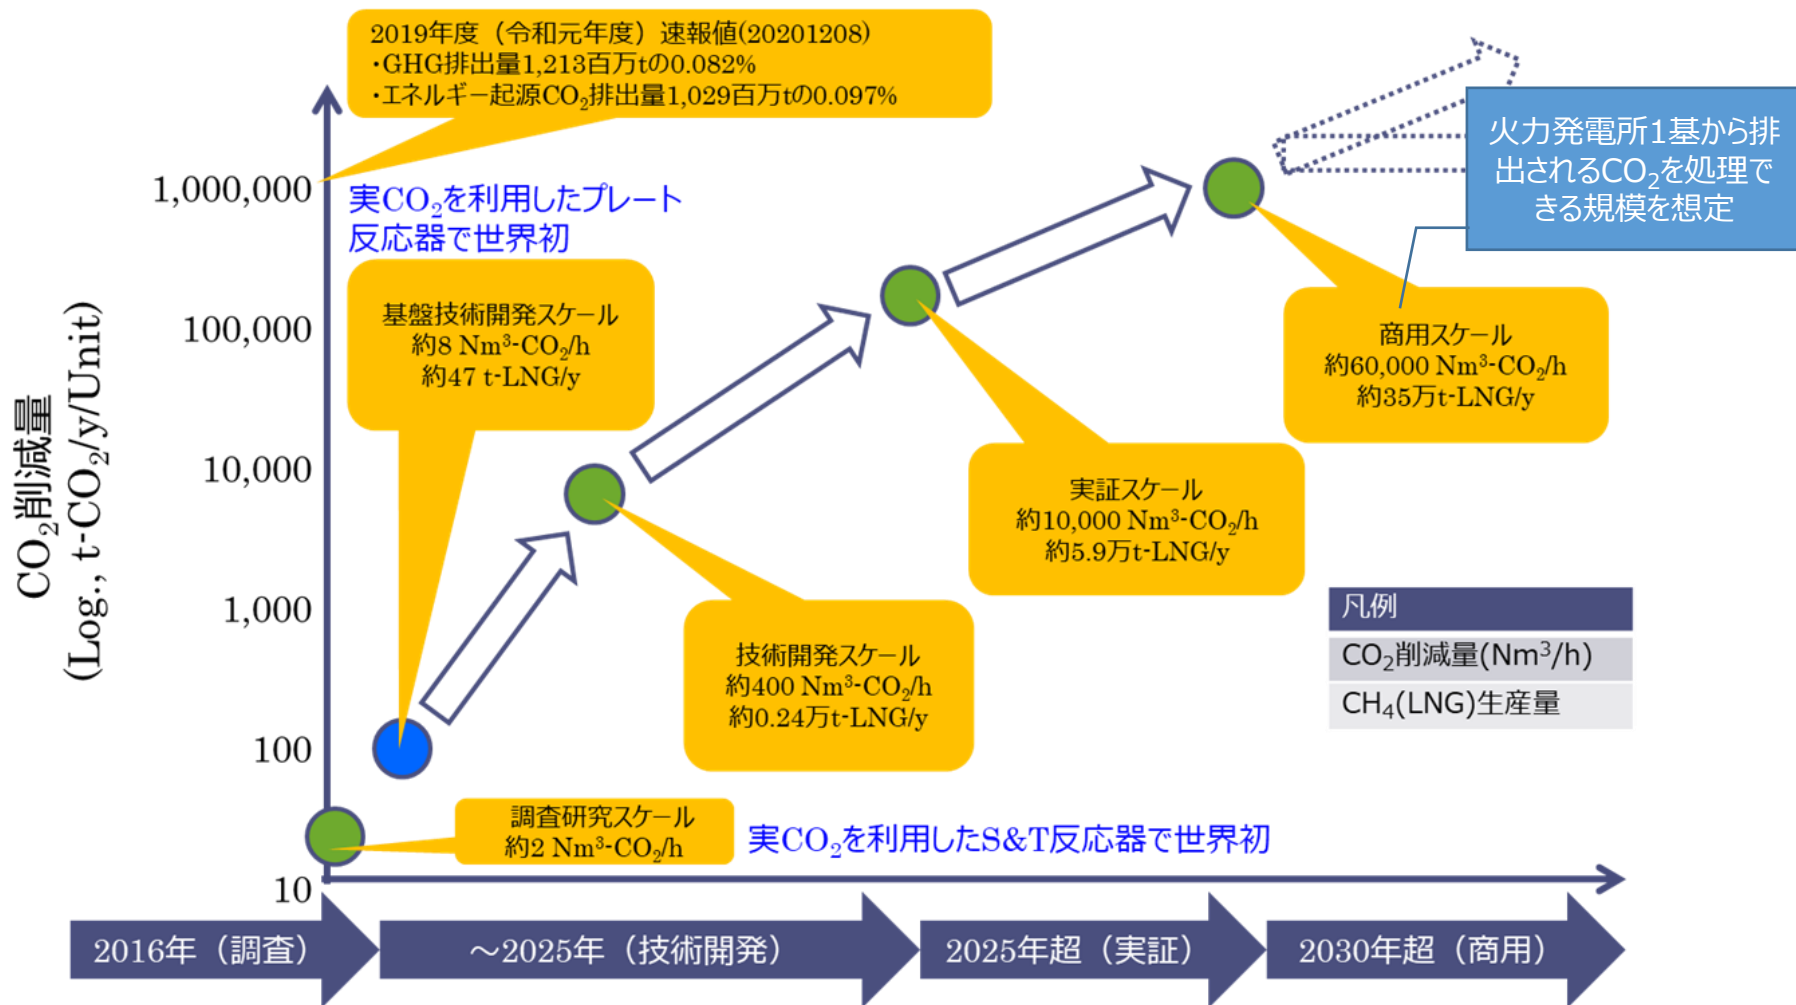 2019年度（令和元年度）速報値(20201208)
・GHG排出量1,213百万tの0.082%
・エネルギー起源CO₂排出量1,029百万tの0.097%
火力発電所1基から排
出されるCO₂を処理で
きる規模を想定
実CO₂を利用したプレート
反応器で世界初
CO₂削減量
(Log., t-CO₂/y/Unit)
1,000,000
100,000
10,000
1,000
100
10
基盤技術開発スケール
約8 Nm³-CO₂/h
約47 t-LNG/y
商用スケール
約60,000 Nm³-CO₂/h
約35万t-LNG/y
実証スケール
約10,000 Nm³-CO₂/h
約5.9万t-LNG/y
技術開発スケール
約400 Nm³-CO₂/h
約0.24万t-LNG/y
凡例
CO₂削減量(Nm³/h)
CH₄(LNG)生産量
調査研究スケール
約2 Nm³-CO₂/h
実CO₂を利用したS&T反応器で世界初
2016年（調査）
～2025年（技術開発）
2025年超（実証）
2030年超（商用）